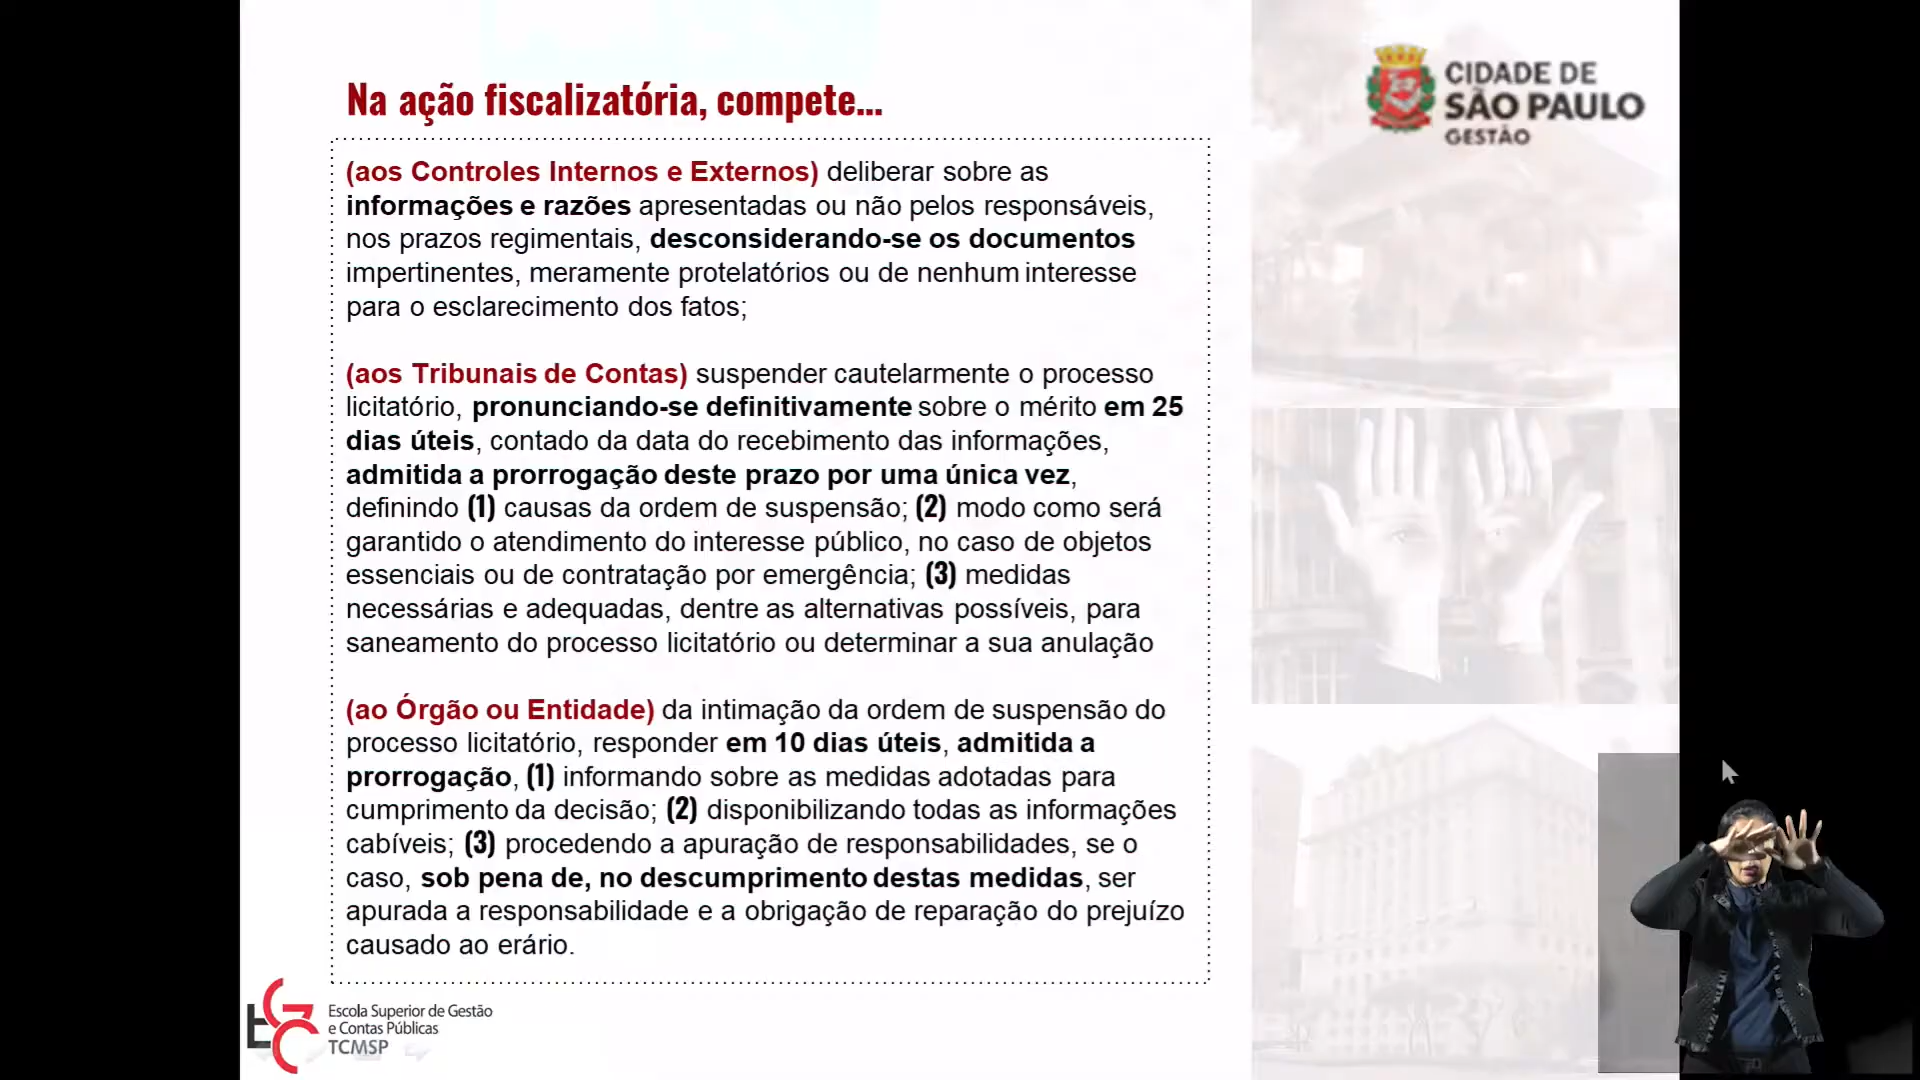 Na ação fiscalizatória, compete...
CIDADE DE
SÃO PAULO
GESTÃO
(aos Controles Internos e Externos) deliberar sobre as
informações e razões apresentadas ou não pelos responsáveis,
nos prazos regimentais, desconsiderando-se os documentos
impertinentes, meramente protelatórios ou de nenhum interesse
para o esclarecimento dos fatos;
(aos Tribunais de Contas) suspender cautelarmente o processo
licitatório, pronunciando-se definitivamente sobre o mérito em 25
dias úteis, contado da data do recebimento das informações,
admitida a prorrogação deste prazo por uma única vez,
definindo (1) causas da ordem de suspensão; (2) modo como será
garantido o atendimento do interesse público, no caso de objetos
essenciais ou de contratação por emergência; (3) medidas
necessárias e adequadas, dentre as alternativas possíveis, para
saneamento do processo licitatório ou determinar a sua anulação
(ao Órgão ou Entidade) da intimação da ordem de suspensão do
processo licitatório, responder em 10 dias úteis, admitida a
prorrogação, (1) informando sobre as medidas adotadas para
cumprimento da decisão; (2) disponibilizando todas as informações
cabíveis; (3) procedendo a apuração de responsabilidades, se o
caso, sob pena de, no descumprimento destas medidas, ser
apurada a responsabilidade e a obrigação de reparação do prejuízo
causado ao erário.
EGC
Escola Superior de Gestão
e Contas Públicas
TCMSP